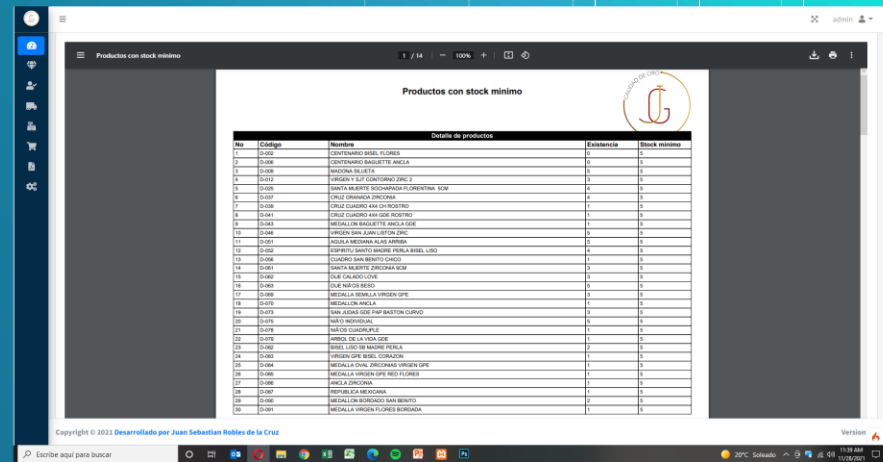 admin
Productos con stock minimo
1 / 14
100%
Productos con stock minimo
CALIDAD DE ORO
JG
Detalle de productos
No Código Nombre Existencia Stock minimo
1 D-002 CENTENARIO BISEL FLORES 0 5
2 D-006 CENTENARIO BAGUETTE ANCLA 0 5
3 D-009 MADONA SILUETA 5 5
4 D-012 VIRGEN Y SJT CONTORNO ZIRC 2 3 5
5 D-025 SANTA MUERTE SOCHAPADA FLORENTINA 5CM 4 5
6 D-037 CRUZ GRANADA ZIRCONIA 4 5
7 D-039 CRUZ CUADRO 4X4 CH ROSTRO 1 5
8 D-041 CRUZ CUADRO 4X4 GDE ROSTRO 1 5
9 D-043 MEDALLON BAGUETTE ANCLA GDE 1 5
10 D-046 VIRGEN SAN JUAN LISTON ZIRC 5 5
11 D-051 AGUILA MEDIANA ALAS ARRIBA 5 5
12 D-052 ESPIRITU SANTO MADRE PERLA BISEL LISO 4 5
13 D-056 CUADRO SAN BENITO CHICO 1 5
14 D-061 SANTA MUERTE ZIRCONIA 8CM 3 5
15 D-062 DIJE CALADO LOVE 3 5
16 D-063 DIJE NIÃ'OS BESO 5 5
17 D-069 MEDALLA SEMILLA VIRGEN GPE 3 5
18 D-070 MEDALLON ANCLA 1 5
19 D-073 SAN JUDAS GDE PAP BASTON CURVO 3 5
20 D-075 NIÃ'O INDIVIDUAL 5 5
21 D-078 NIÃ'OS CUADRUPLE 1 5
22 D-079 ARBOL DE LA VIDA GDE 1 5
23 D-082 BISEL LISO SB MADRE PERLA 2 5
24 D-083 VIRGEN GPE BISEL CORAZON 1 5
25 D-084 MEDALLA OVAL ZIRCONIAS VIRGEN GPE 1 5
26 D-085 MEDALLA VIRGEN GPE RED FLORES 1 5
27 D-086 ANCLA ZIRCONIA 1 5
28 D-087 REPUBLICA MEXICANA 1 5
29 D-090 MEDALLON BORDADO SAN BENITO 2 5
30 D-091 MEDALLA VIRGEN FLORES BORDADA 1 5
Copyright © 2021 Desarrollado por Juan Sebastian Robles de la Cruz
Version
Escribe aquí para buscar
20°C Soleado
11:39 AM
11/28/2021